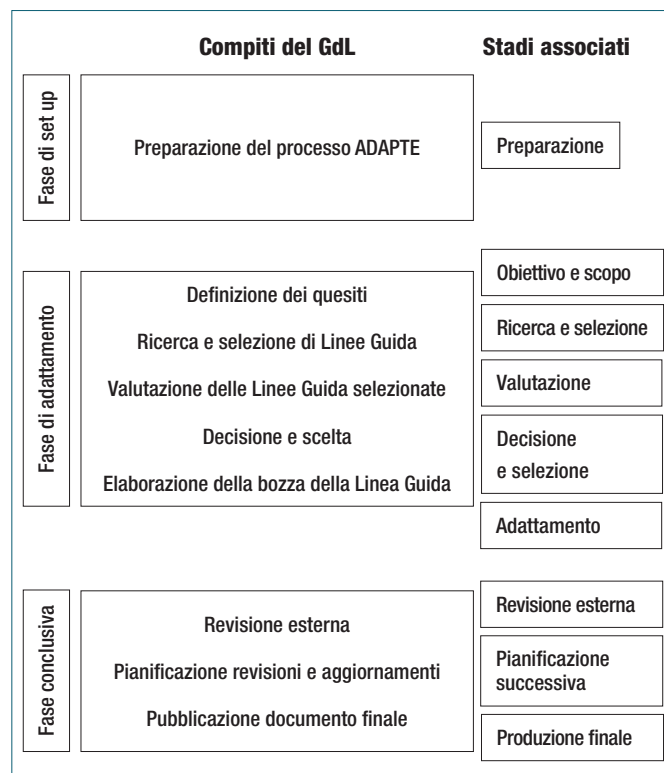 Compiti del GdL
Stadi associati
Fase di set up
Preparazione del processo ADAPTE
Preparazione
Fase di adattamento
Definizione dei quesiti
Ricerca e selezione di Linee Guida
Valutazione delle Linee Guida selezionate
Decisione e scelta
Elaborazione della bozza della Linea Guida
Obiettivo e scopo
Ricerca e selezione
Valutazione
Decisione
e selezione
Adattamento
Fase conclusiva
Revisione esterna
Pianificazione revisioni e aggiornamenti
Pubblicazione documento finale
Revisione esterna
Pianificazione
successiva
Produzione finale